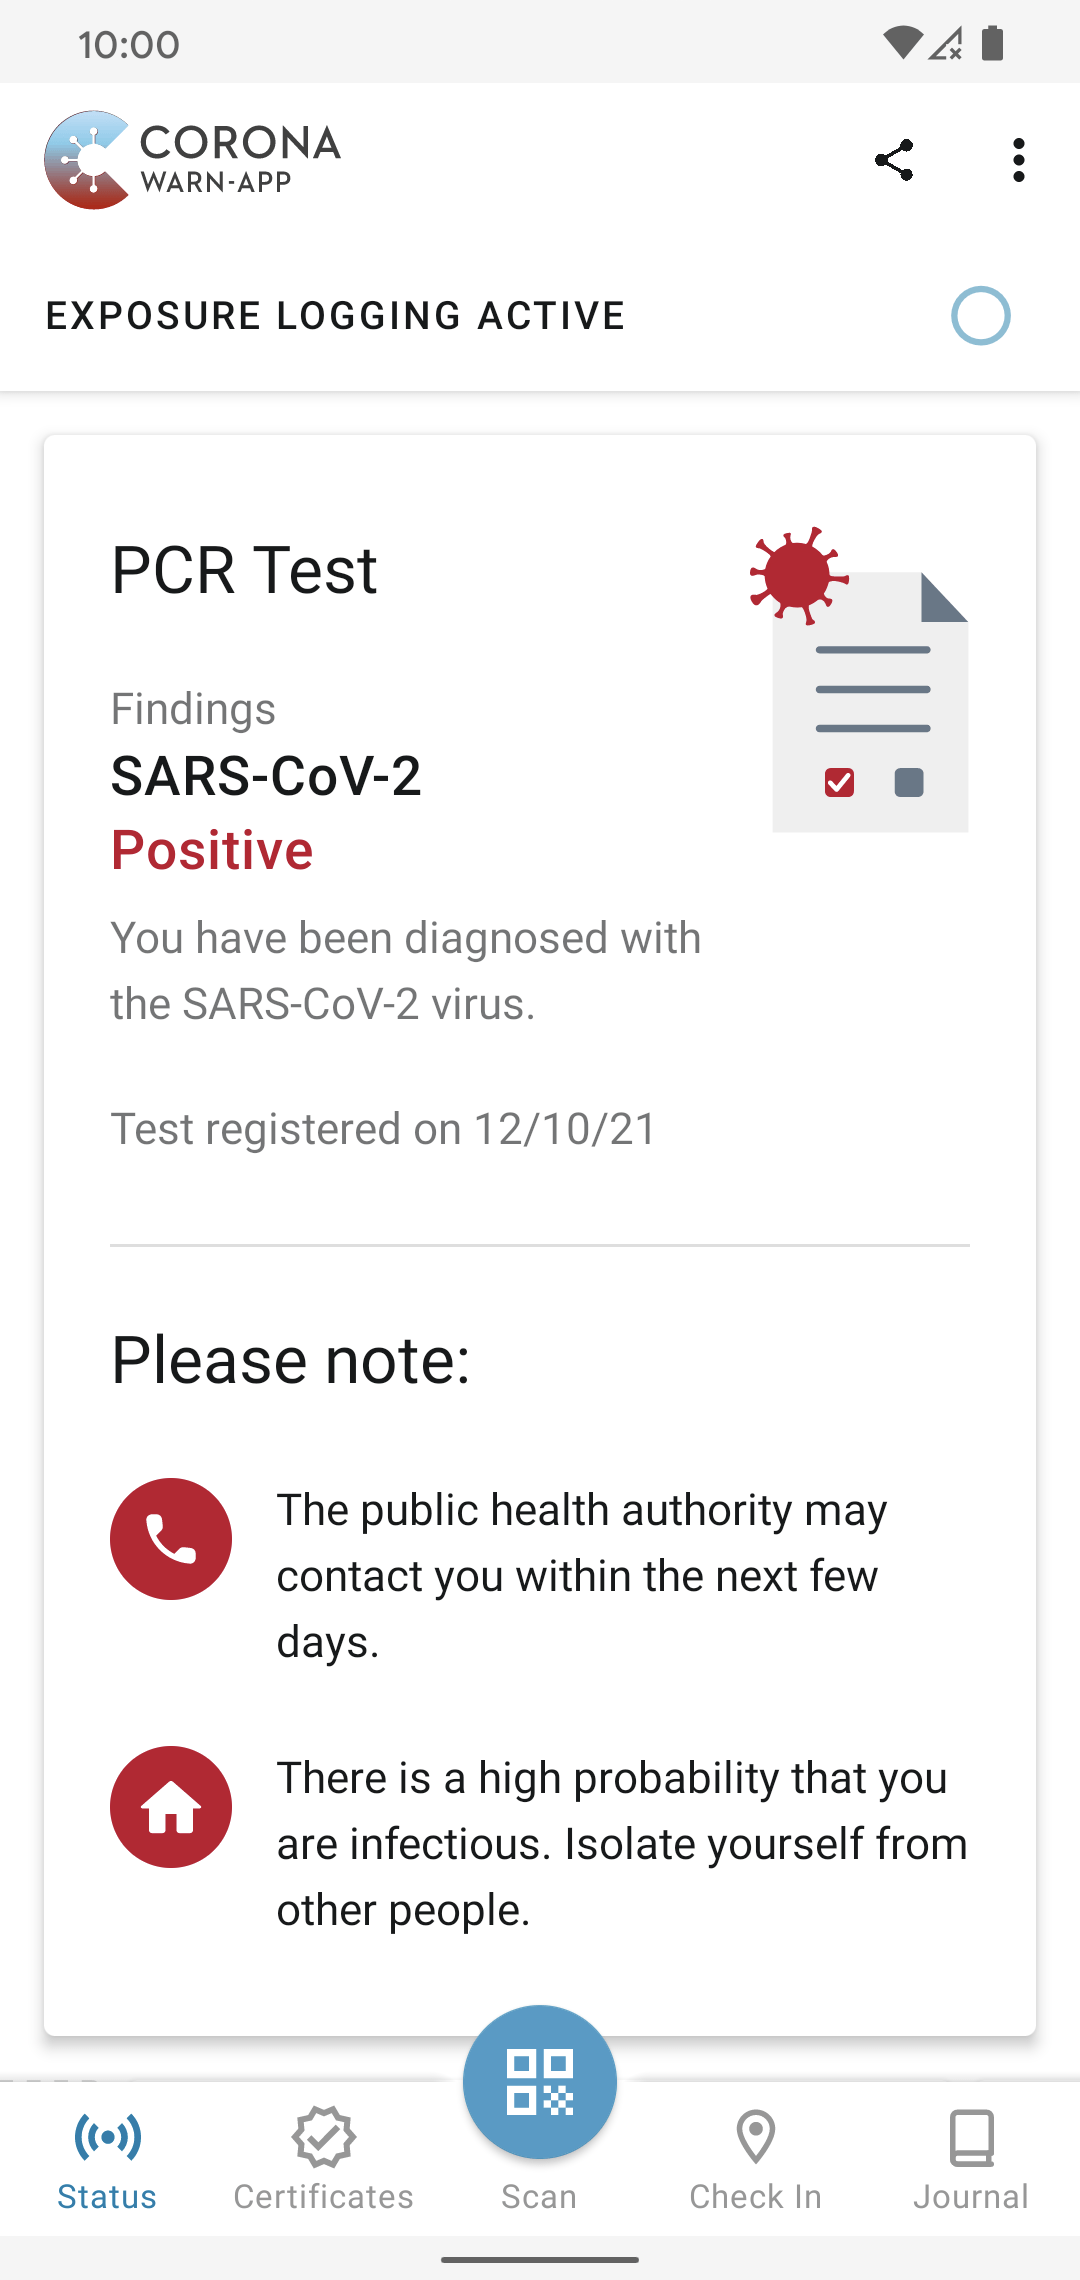 10:00
CORONA
WARN-APP
EXPOSURE LOGGING ACTIVE
PCR Test
Findings
SARS-CoV-2
Positive
You have been diagnosed with
the SARS-CoV-2 virus.
Test registered on 12/10/21
Please note:
The public health authority may
contact you within the next few
days.
There is a high probability that you
are infectious. Isolate yourself from
other people.
Status
Certificates
Scan
Check In
Journal